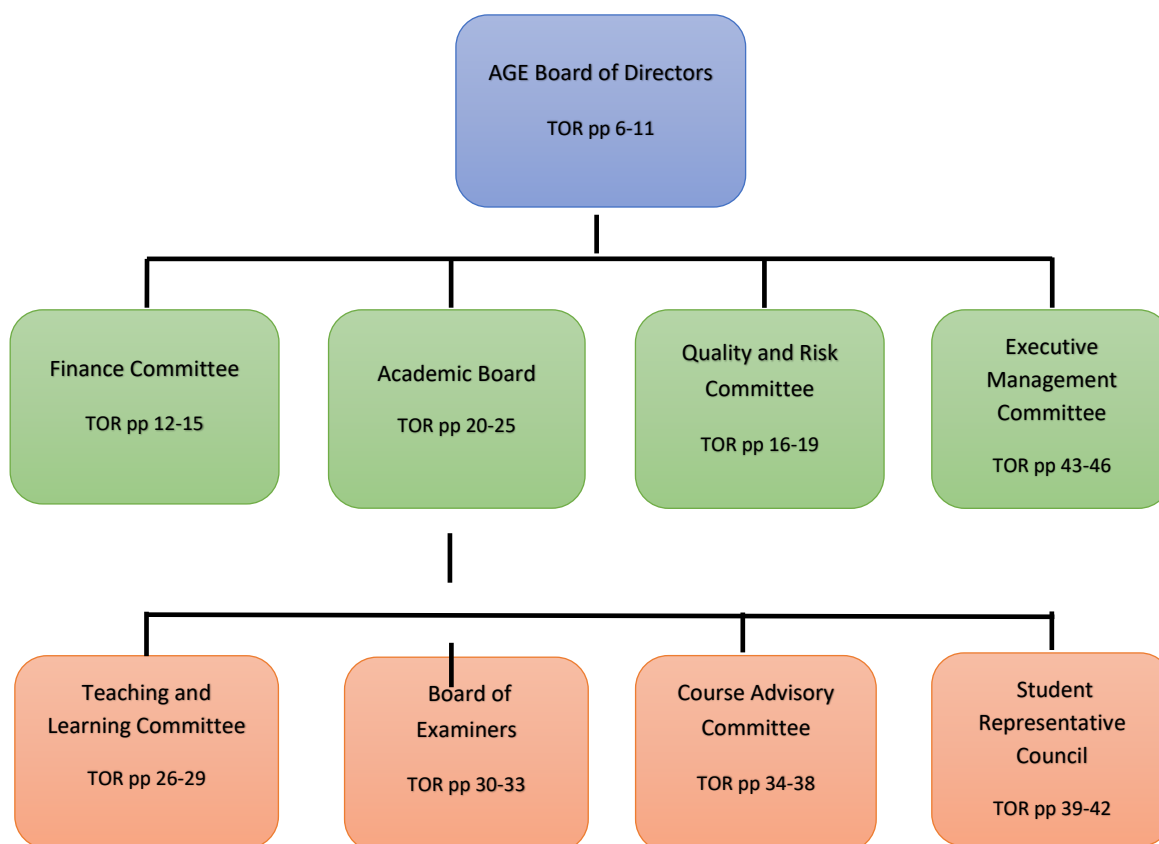 AGE Board of Directors
TOR pp 6-11
Finance Committee
TOR pp 12-15
Academic Board
TOR pp 20-25
Quality and Risk
Committee
TOR pp 16-19
Executive
Management
Committee
TOR pp 43-46
Teaching and
Learning Committee
TOR pp 26-29
Board of
Examiners
TOR pp 30-33
Course Advisory
Committee
TOR pp 34-38
Student
Representative
Council
TOR pp 39-42